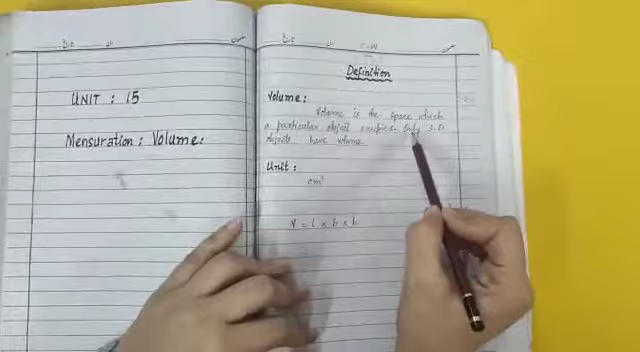 UNIT : 15
Mensuration : Volume:
C.W
Definition
Volume:
Volume is the space which
a particular object occupies. Only 3.D
objects have volume.
Unit :
cm³
V = l x b x h